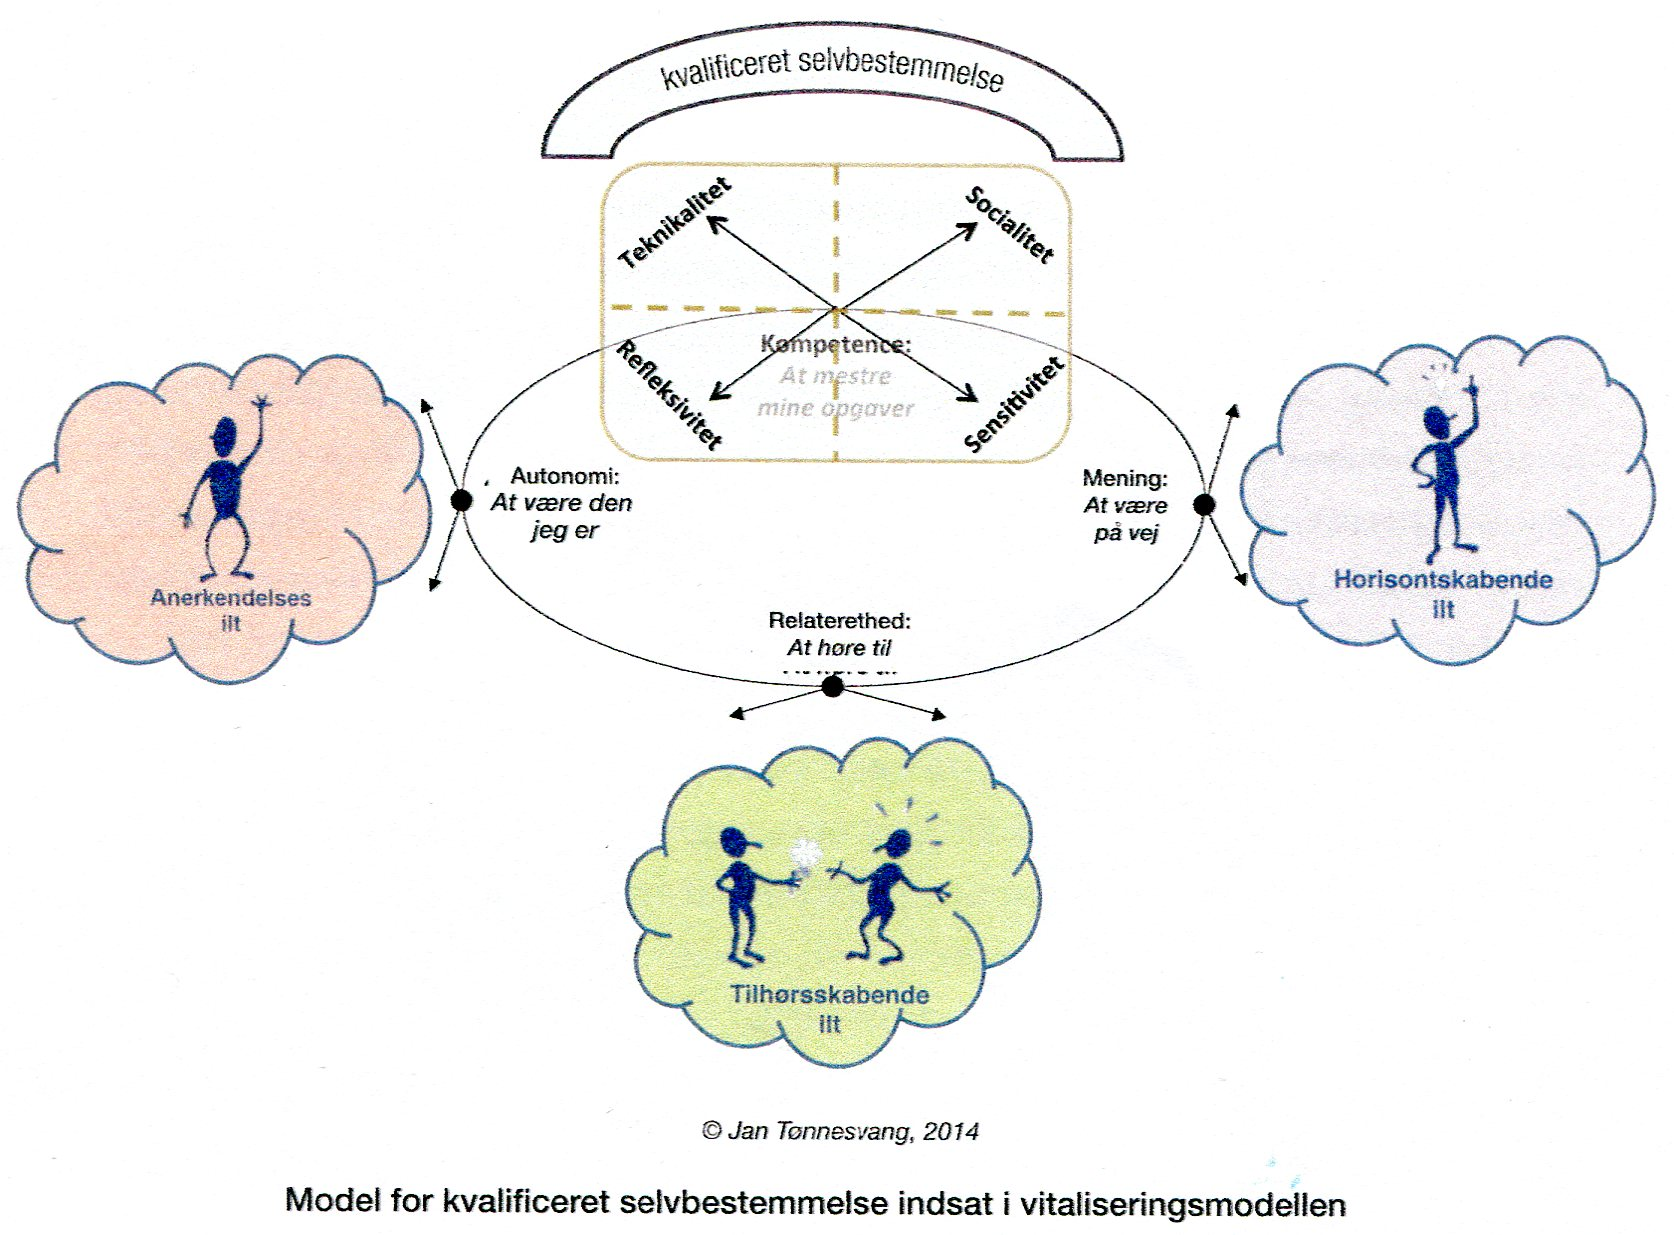 kvalificeret selvbestemmelse
Teknikalitet
Socialitet
Kompetence:
At mestre
mine opgaver
Refleksivitet
Sensitivitet
Autonomi:
At være den
jeg er
Mening:
At være
på vej
Anerkendelses
ilt
Horisontskabende
ilt
Relaterethed:
At høre til
Tilhørsskabende
ilt
© Jan Tønnesvang, 2014
Model for kvalificeret selvbestemmelse indsat i vitaliseringsmodellen